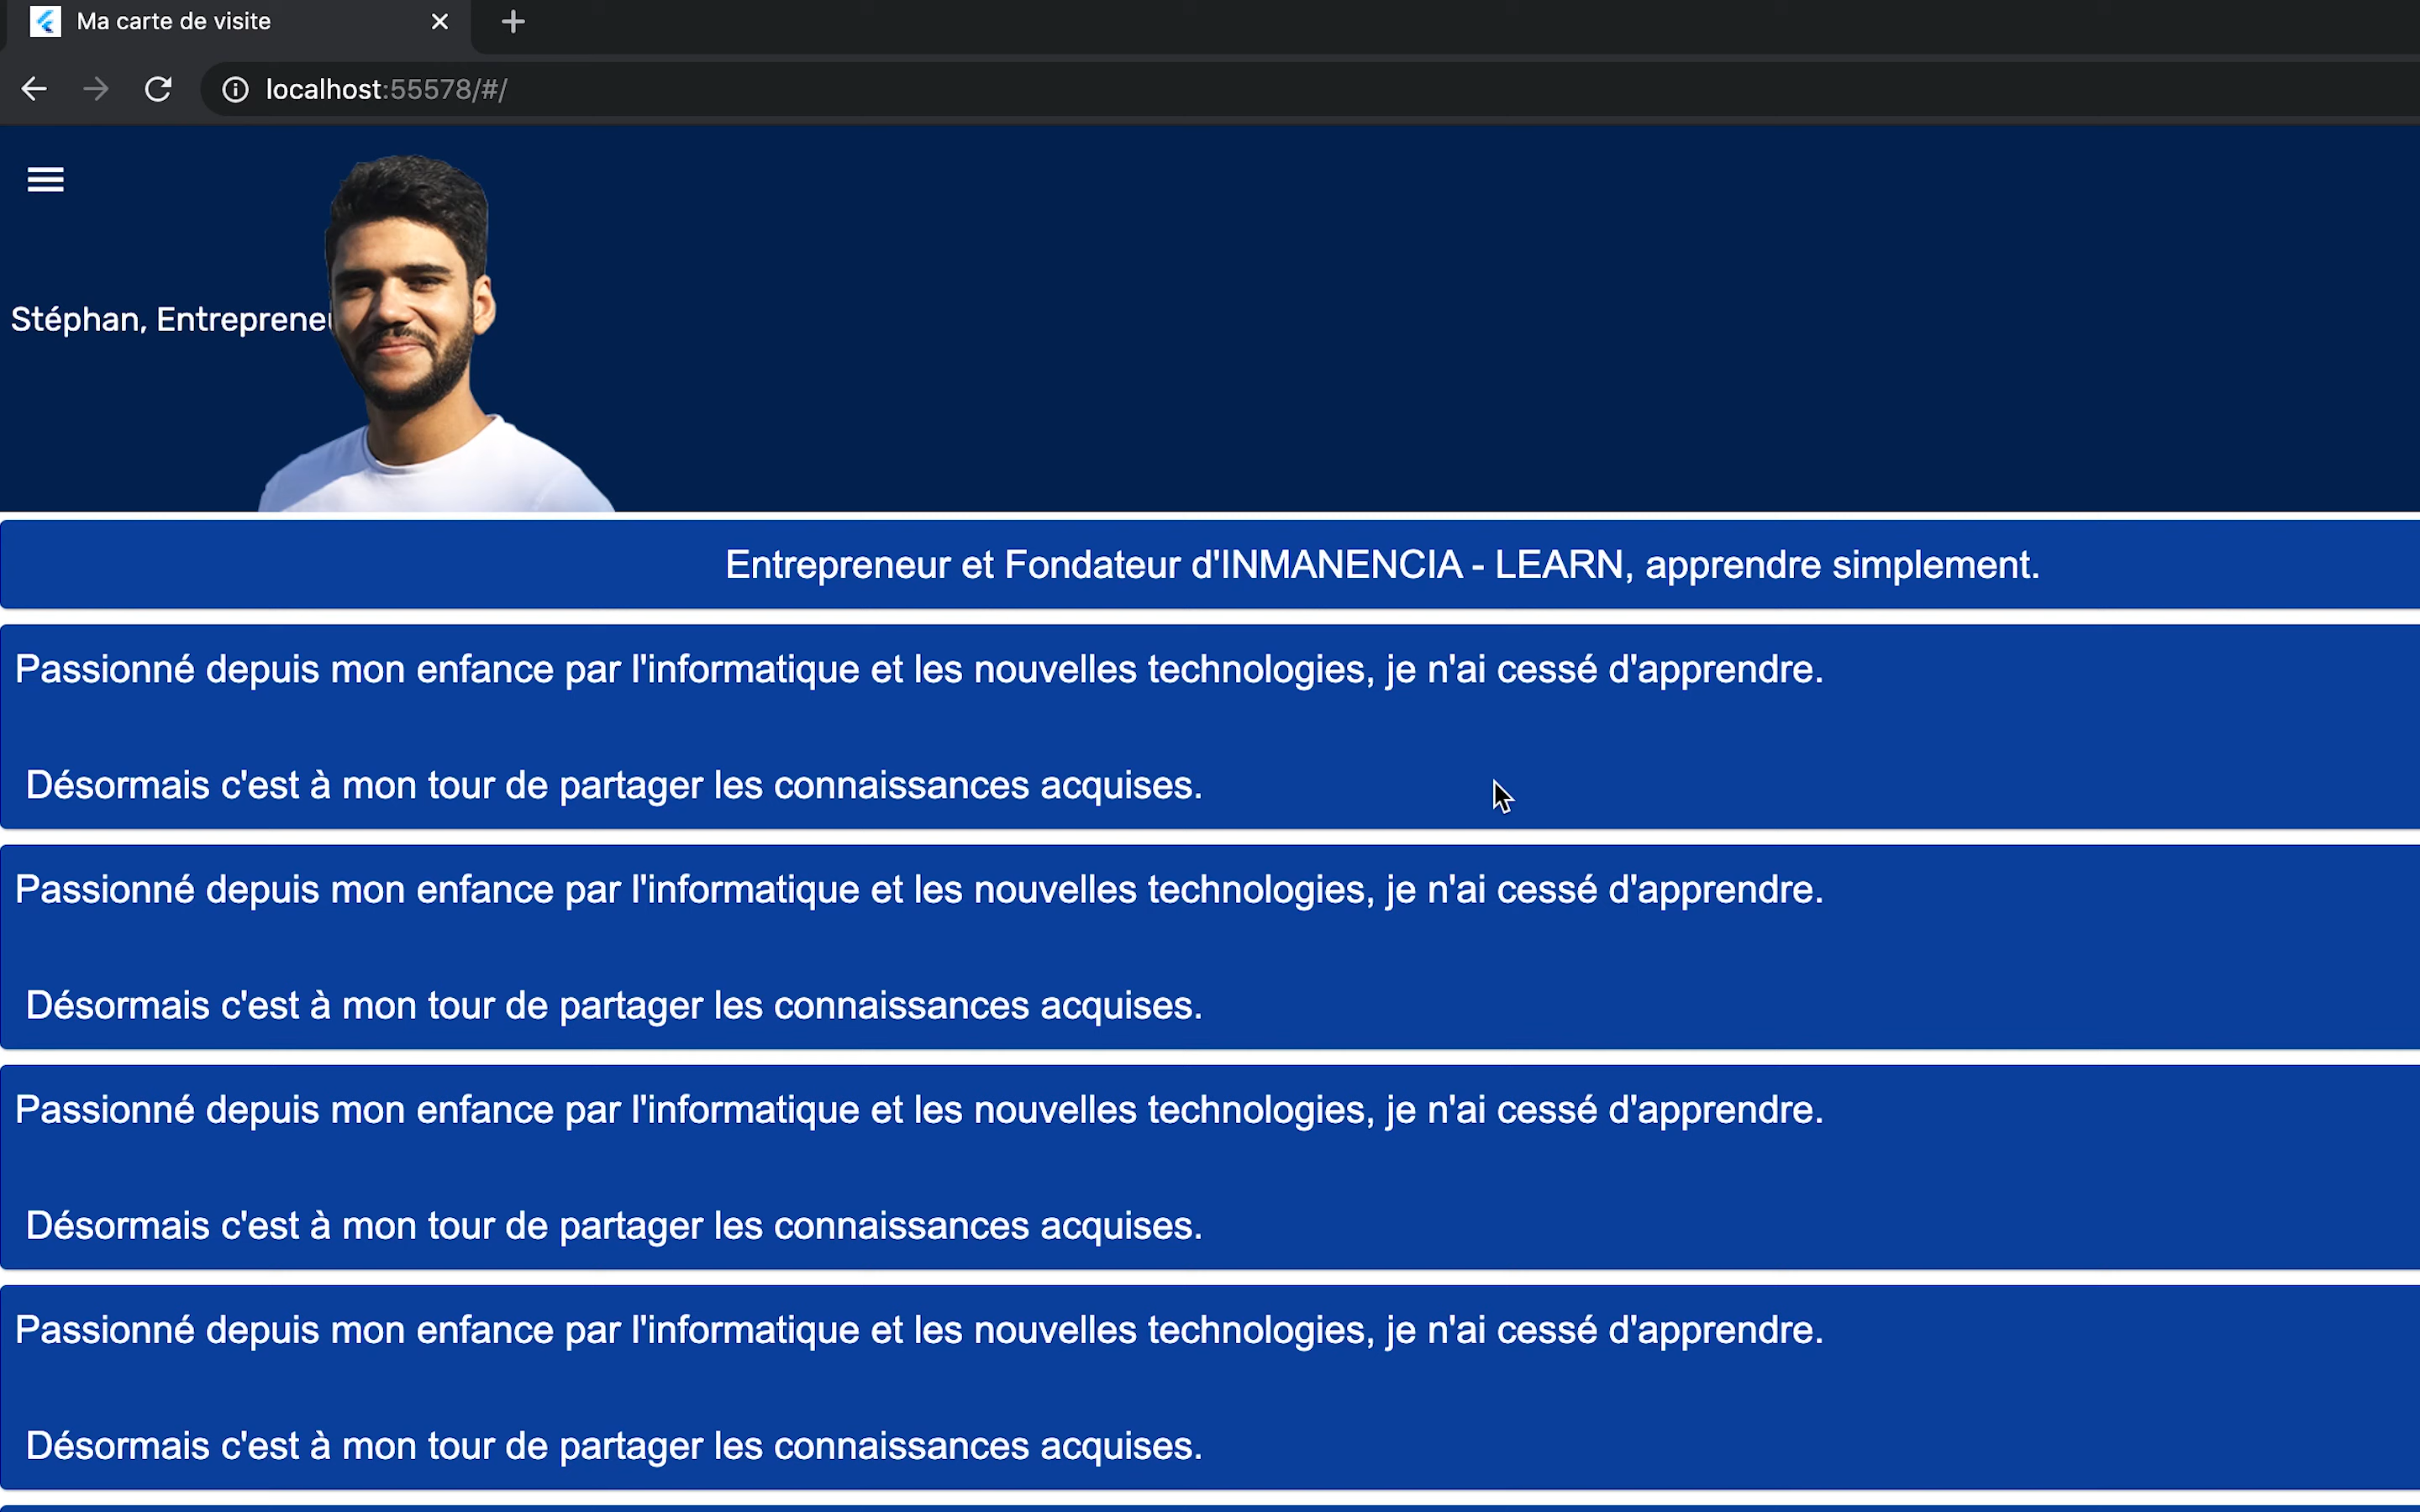 Ma carte de visite
localhost:55578/#/
Stéphan, Entrepreneu
Entrepreneur et Fondateur d'INMANENCIA - LEARN, apprendre simplement.
Passionné depuis mon enfance par l'informatique et les nouvelles technologies, je n'ai cessé d'apprendre.
Désormais c'est à mon tour de partager les connaissances acquises.
Passionné depuis mon enfance par l'informatique et les nouvelles technologies, je n'ai cessé d'apprendre.
Désormais c'est à mon tour de partager les connaissances acquises.
Passionné depuis mon enfance par l'informatique et les nouvelles technologies, je n'ai cessé d'apprendre.
Désormais c'est à mon tour de partager les connaissances acquises.
Passionné depuis mon enfance par l'informatique et les nouvelles technologies, je n'ai cessé d'apprendre.
Désormais c'est à mon tour de partager les connaissances acquises.